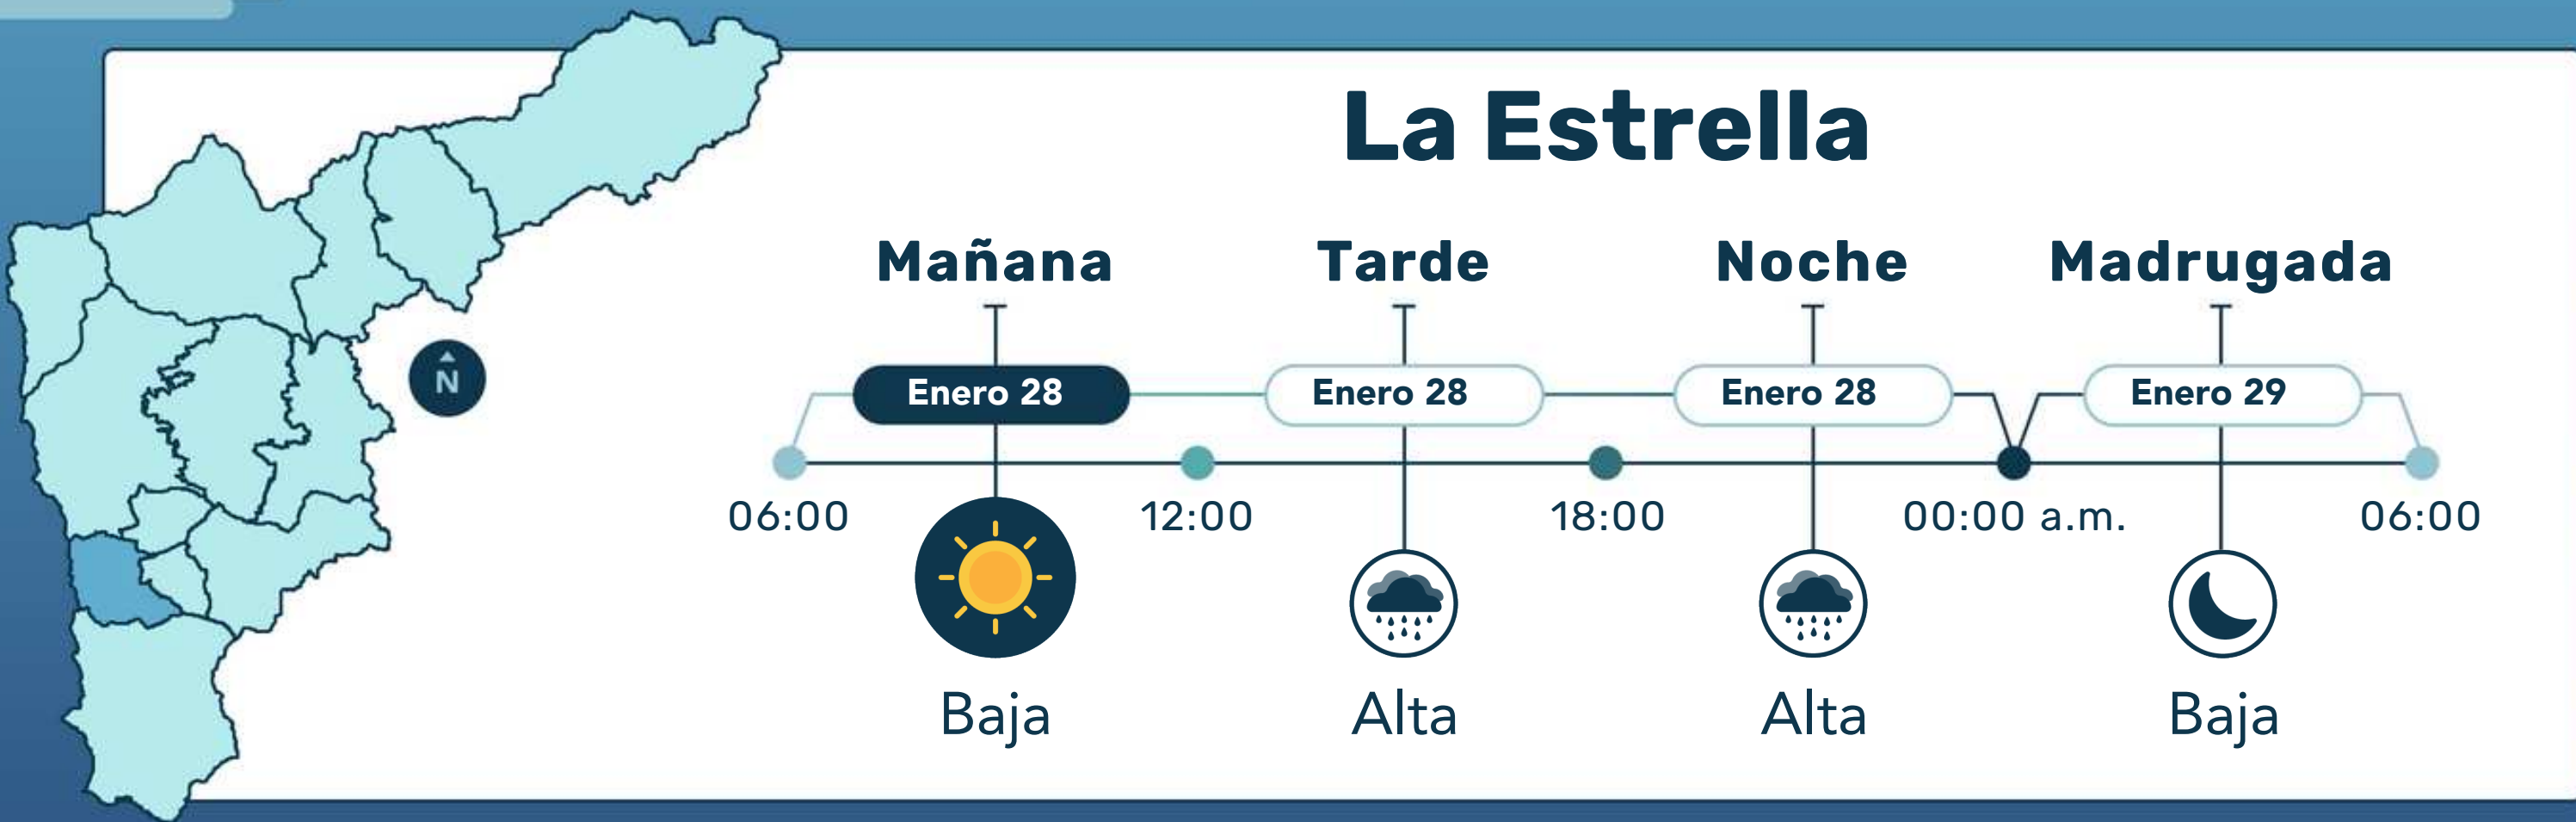 La Estrella
Mañana Tarde Noche Madrugada
N
Enero 28 Enero 28 Enero 28 Enero 29
06:00 12:00 18:00 00:00 a.m. 06:00
Baja Alta Alta Baja